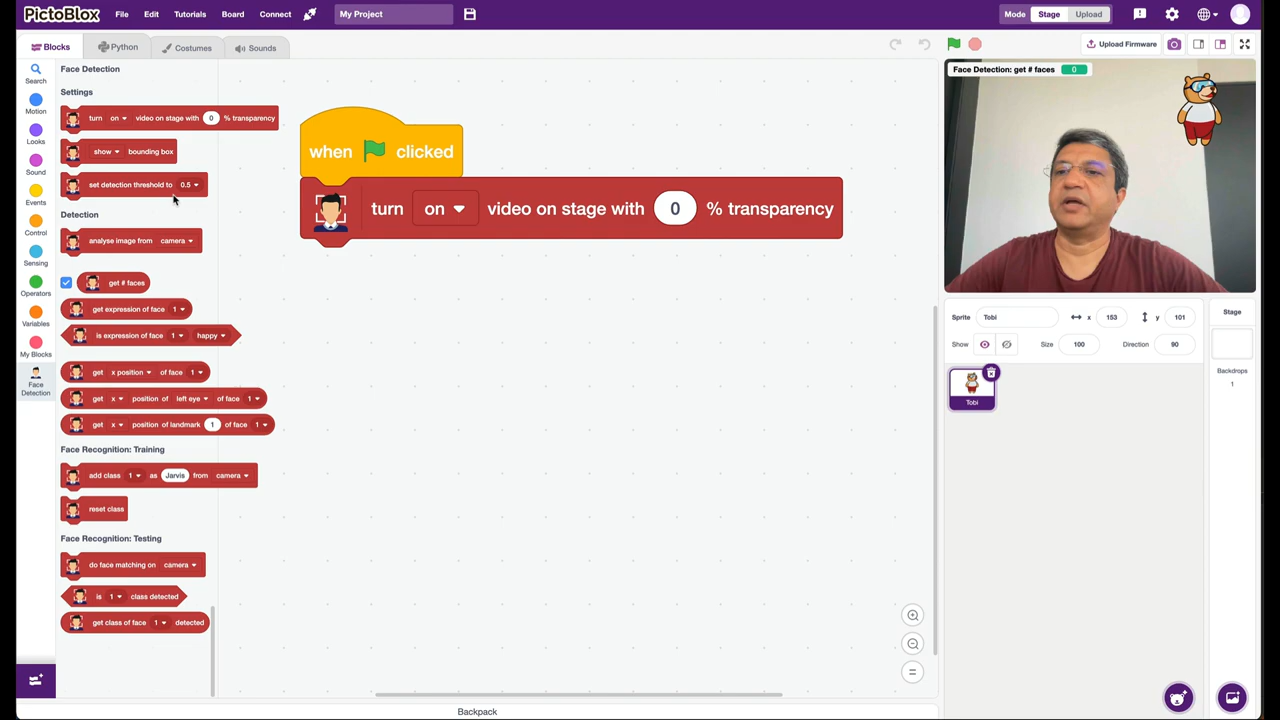 PictoBlox File Edit Tutorials Board Connect My Project Mode Stage Upload
Blocks Python Costumes Sounds Upload Firmware
Search
Motion
Looks
Sound
Events
Control
Sensing
Operators
Variables
My Blocks
Face
Detection
Face Detection
Settings
turn on video on stage with 0 % transparency
show bounding box
set detection threshold to 0.5
Detection
analyse image from camera
get # faces
get expression of face 1
is expression of face 1 happy
get x position of face 1
get x position of left eye of face 1
get x position of landmark 1 of face 1
Face Recognition: Training
add class 1 as Jarvis from camera
reset class
Face Recognition: Testing
do face matching on camera
is 1 class detected
get class of face 1 detected
when clicked
turn on video on stage with 0 % transparency
Backpack
Face Detection: get # faces 0
Sprite Tobi x 153 y 101
Show Size 100 Direction 90
Tobi
Stage
Backdrops
1